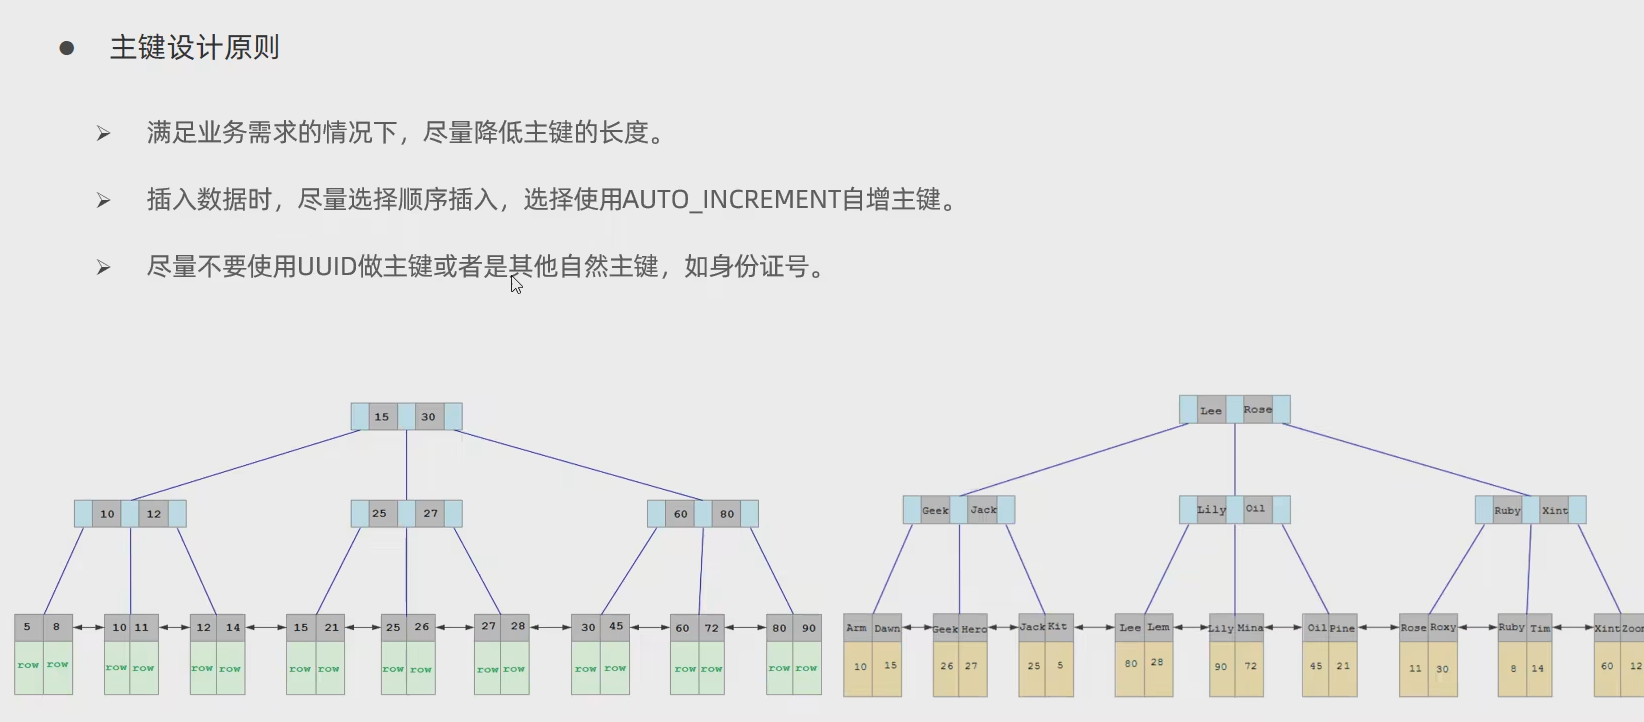 主键设计原则
满足业务需求的情况下，尽量降低主键的长度。
插入数据时，尽量选择顺序插入，选择使用AUTO_INCREMENT自增主键。
尽量不要使用UUID做主键或者是其他自然主键，如身份证号。
15 30
Lee Rose
10 12 25 27 60 80
Geek Jack Lily Oil Ruby Xint
5 8 10 11 12 14 15 21 25 26 27 28 30 45 60 72 80 90
row row row row row row row row row row row row row row row row row row
Arm Dawn Geek Hero Jack Kit Lee Lem Lily Mina Oil Pine Rose Roxy Ruby Tim Xint Zoom
10 15 26 27 25 5 80 28 90 72 45 21 11 30 8 14 60 12